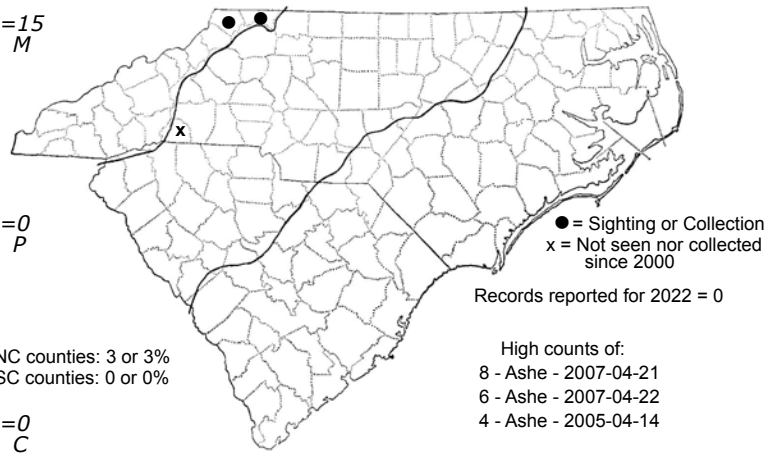 =15
M
x
=0
P
● = Sighting or Collection
x = Not seen nor collected
since 2000
Records reported for 2022 = 0
NC counties: 3 or 3%
SC counties: 0 or 0%
High counts of:
8 - Ashe - 2007-04-21
6 - Ashe - 2007-04-22
4 - Ashe - 2005-04-14
=0
C